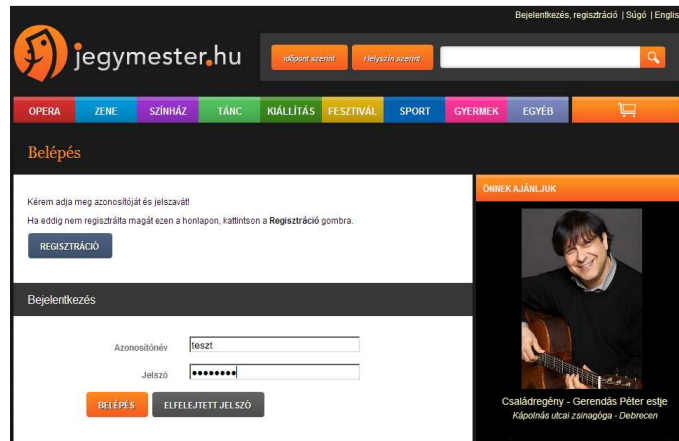 Bejelentkezés, regisztráció | Súgó | Englis
jegymester.hu
Időpont szerint
Helyszín szerint
OPERA ZENE SZÍNHÁZ TÁNC KIÁLLÍTÁS FESZTIVÁL SPORT GYERMEK EGYÉB
Belépés
Kérem adja meg azonosítóját és jelszavát!
Ha eddig nem regisztrálta magát ezen a honlapon, kattintson a Regisztráció gombra.
REGISZTRÁCIÓ
Bejelentkezés
Azonosítónév teszt
Jelszó ••••••••
BELÉPÉS ELFELEJTETT JELSZÓ
ÖNNEK AJÁNLJUK
Családregény - Gerendás Péter estje
Kápolnás utcai zsinagóga - Debrecen